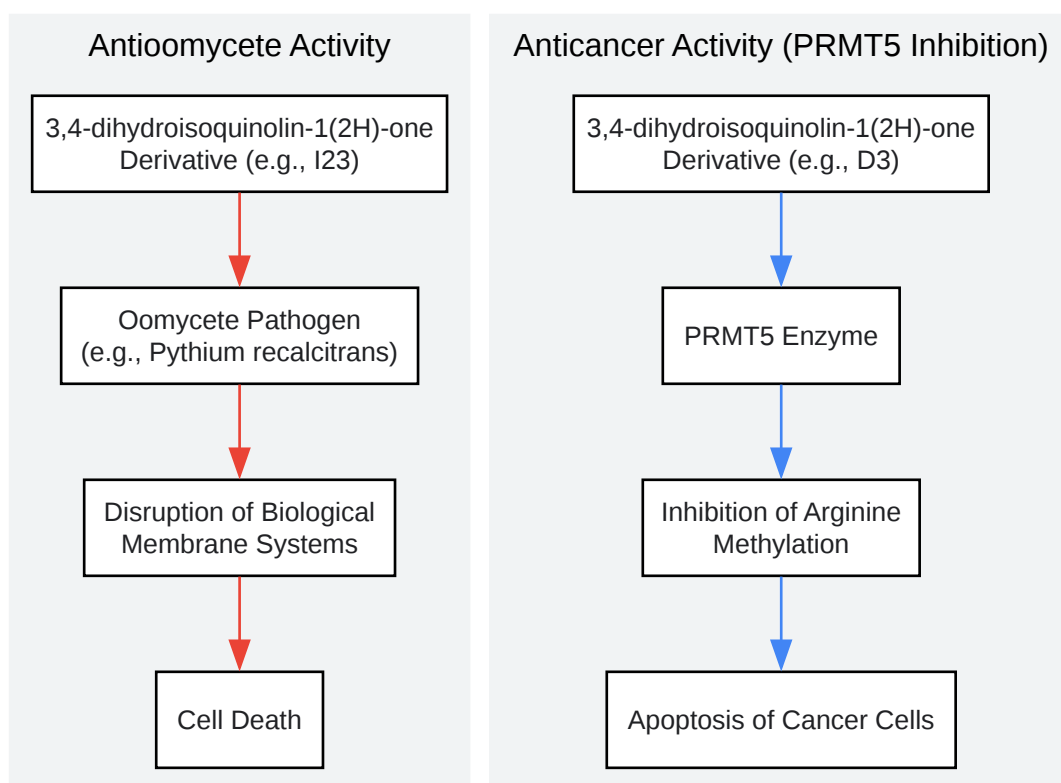 Antioomycete Activity
3,4-dihydroisoquinolin-1(2H)-one
Derivative (e.g., I23)
Oomycete Pathogen
(e.g., Pythium recalcitrans)
Disruption of Biological
Membrane Systems
Cell Death
Anticancer Activity (PRMT5 Inhibition)
3,4-dihydroisoquinolin-1(2H)-one
Derivative (e.g., D3)
PRMT5 Enzyme
Inhibition of Arginine
Methylation
Apoptosis of Cancer Cells